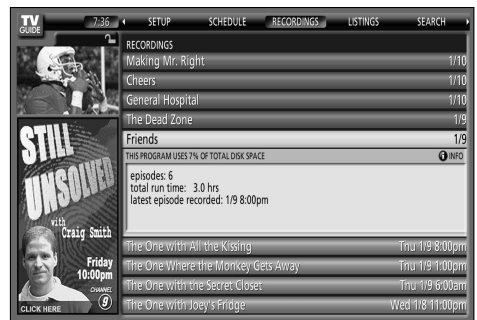 TV
GUIDE
7:36
SETUP
SCHEDULE
RECORDINGS
LISTINGS
SEARCH
RECORDINGS
Making Mr. Right 1/10
Cheers 1/10
General Hospital 1/10
The Dead Zone 1/9
Friends 1/9
THIS PROGRAM USES 7% OF TOTAL DISK SPACE
i INFO
episodes: 6
total run time: 3.0 hrs
latest episode recorded: 1/9 8:00pm
The One with All the Kissing Thu 1/9 8:00pm
The One Where the Monkey Gets Away Thu 1/9 1:00pm
The One with the Secret Closet Thu 1/9 6:00am
The One with Joey's Fridge Wed 1/8 11:00pm
STILL
UNSOLVED
with
Craig Smith
Friday
10:00pm
CHANNEL
9
CLICK HERE